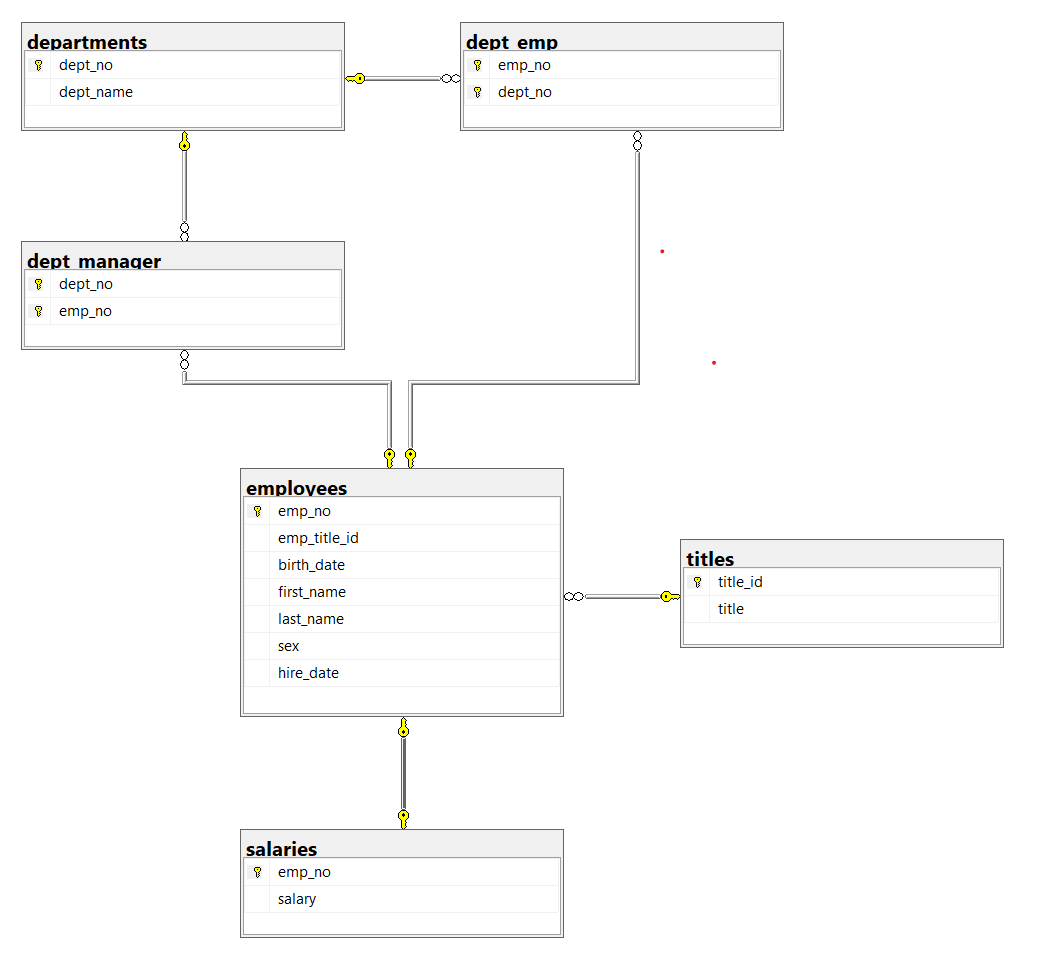 departments
dept_no
dept_name
dept_emp
emp_no
dept_no
dept_manager
dept_no
emp_no
employees
emp_no
emp_title_id
birth_date
first_name
last_name
sex
hire_date
titles
title_id
title
salaries
emp_no
salary